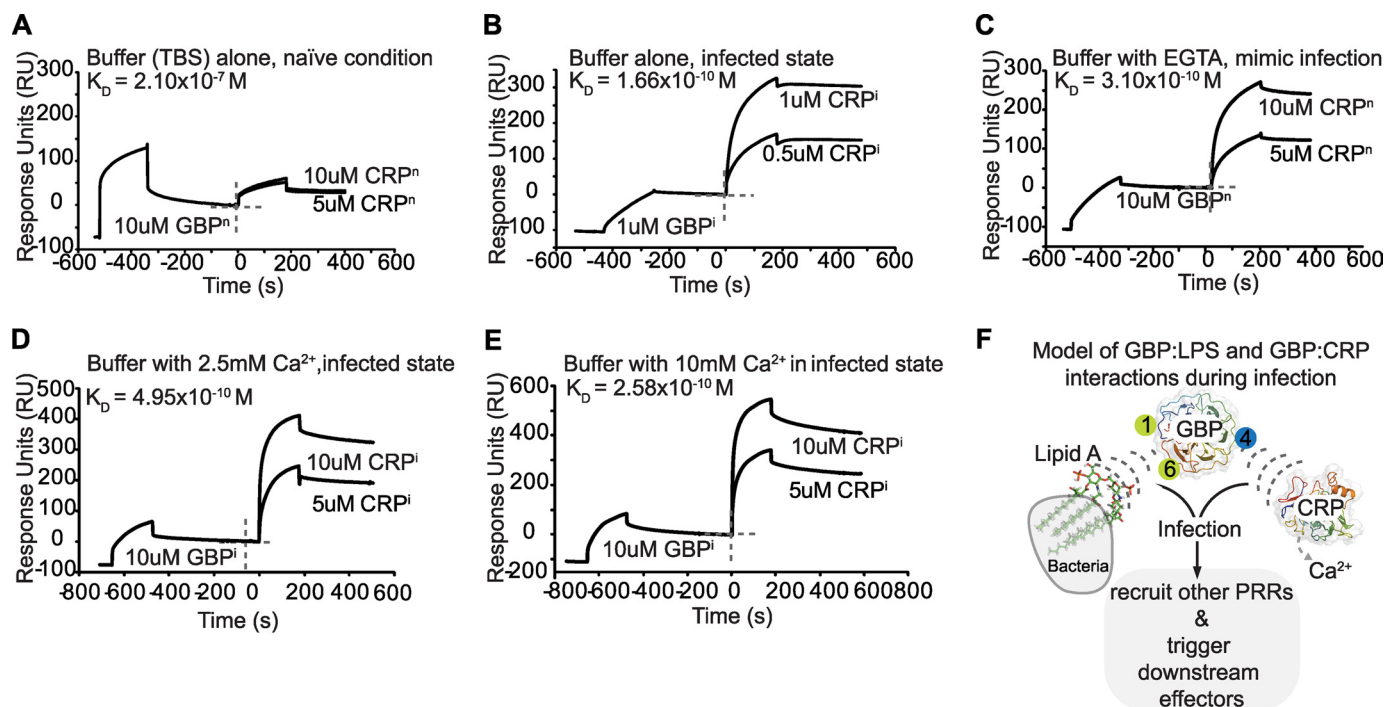 A
Buffer (TBS) alone, naïve condition
K_D = 2.10x10⁻⁷ M
Response Units (RU)
300
200
100
0
-100
10uM GBPⁿ
10uM CRPⁿ
5uM CRPⁿ
-600 -400 -200 0 200 400 600
Time (s)
B
Buffer alone, infected state
K_D = 1.66x10⁻¹⁰ M
Response Units (RU)
300
200
100
0
-100
1uM GBPⁱ
1uM CRPⁱ
0.5uM CRPⁱ
-600 -400 -200 0 200 400 600
Time (s)
C
Buffer with EGTA, mimic infection
K_D = 3.10x10⁻¹⁰ M
Response Units (RU)
300
200
100
0
-100
10uM GBPⁿ
10uM CRPⁿ
5uM CRPⁿ
-600 -400 -200 0 200 400 600
Time (s)
D
Buffer with 2.5mM Ca²⁺,infected state
K_D = 4.95x10⁻¹⁰ M
Response Units (RU)
500
400
300
200
100
0
-100
10uM GBPⁱ
10uM CRPⁱ
5uM CRPⁱ
-800 -600 -400 -200 0 200 400 600
Time (s)
E
Buffer with 10mM Ca²⁺ in infected state
K_D = 2.58x10⁻¹⁰ M
Response Units (RU)
600
400
200
0
-200
10uM GBPⁱ
10uM CRPⁱ
5uM CRPⁱ
-800 -600 -400 -200 0 200 400 600 800
Time (s)
F
Model of GBP:LPS and GBP:CRP
interactions during infection
1
GBP
4
6
Lipid A
CRP
Infection
Bacteria
Ca²⁺
recruit other PRRs
&
trigger
downstream
effectors